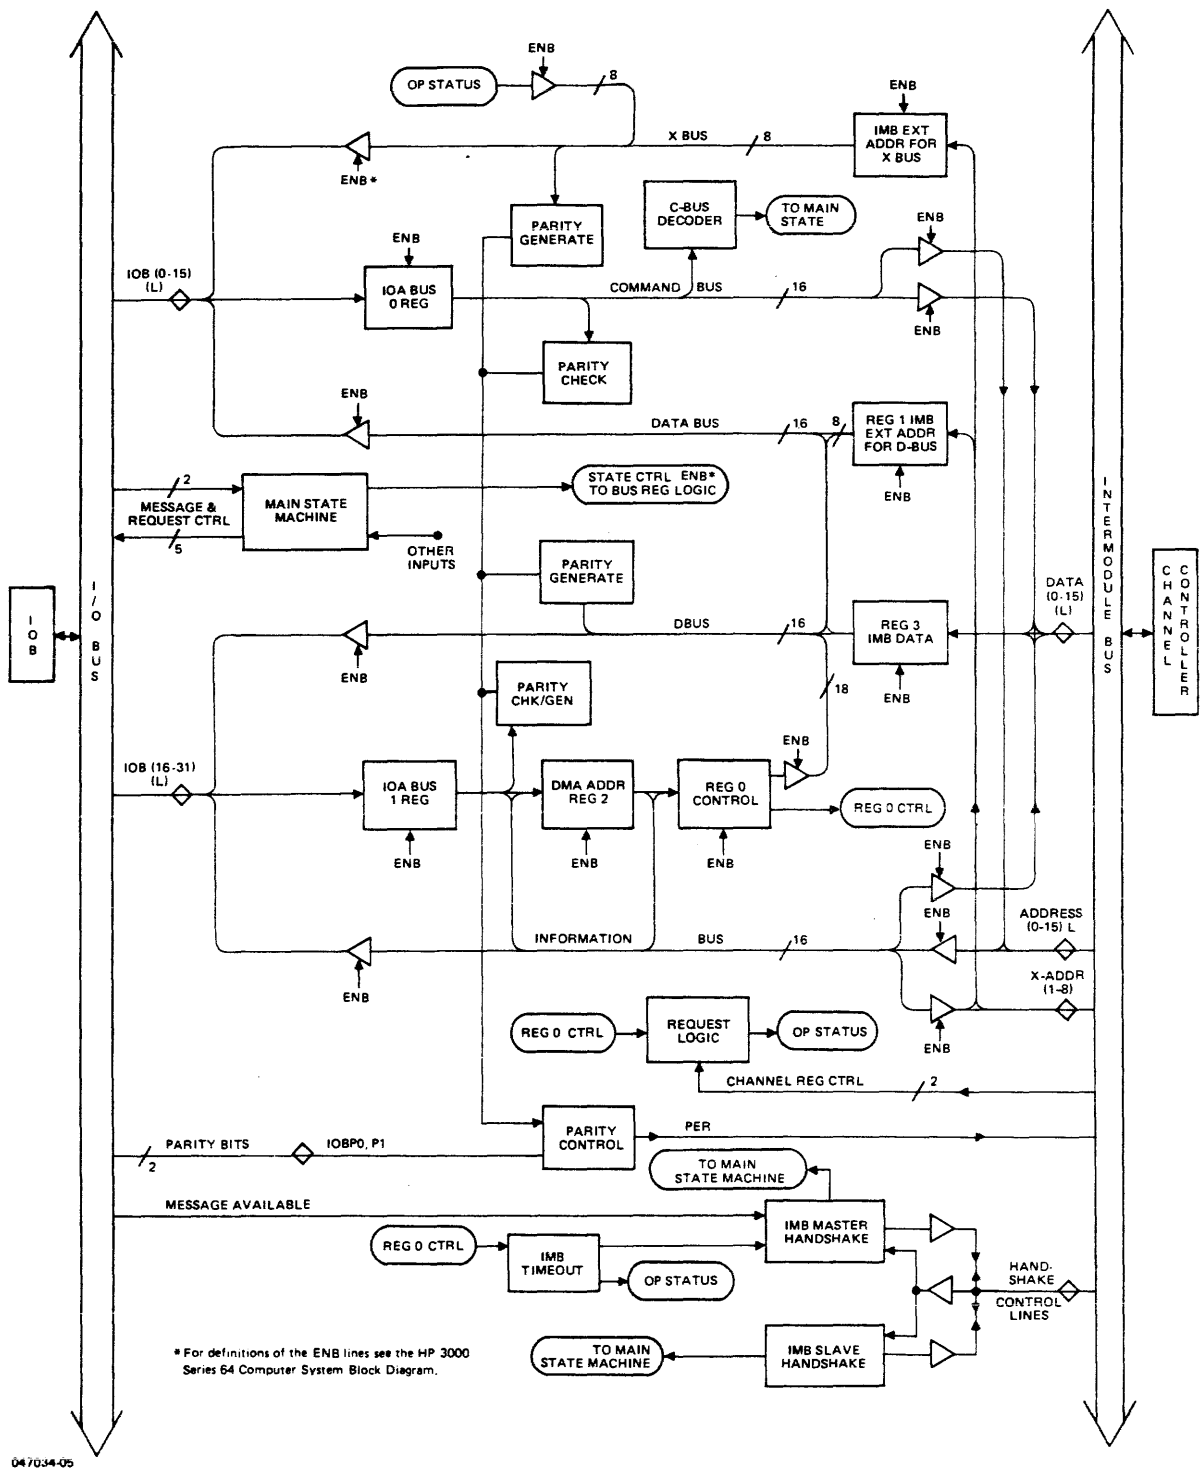 ENB
OP STATUS
8
ENB
IMB EXT
ADDR FOR
X BUS
X BUS
8
ENB*
C-BUS
DECODER
TO MAIN
STATE
PARITY
GENERATE
ENB
ENB
IOB (0-15)
(L)
IOA BUS
0 REG
COMMAND BUS
16
ENB
PARITY
CHECK
ENB
DATA BUS
16
8
REG 1 IMB
EXT ADDR
FOR D-BUS
ENB
2
MESSAGE &
REQUEST CTRL
5
MAIN STATE
MACHINE
STATE CTRL ENB*
TO BUS REG LOGIC
OTHER
INPUTS
PARITY
GENERATE
IOB
I/O BUS
INTERMODULE BUS
CHANNEL
CONTROLLER
DATA
(0-15)
(L)
DBUS
16
REG 3
IMB DATA
ENB
ENB
PARITY
CHK/GEN
18
ENB
IOB (16-31)
(L)
IOA BUS
1 REG
DMA ADDR
REG 2
REG 0
CONTROL
REG 0 CTRL
ENB
ENB
ENB
ENB
ENB
ADDRESS
(0-15) L
INFORMATION BUS
16
X-ADDR
(1-8)
ENB
REG 0 CTRL
REQUEST
LOGIC
OP STATUS
ENB
CHANNEL REG CTRL
2
PARITY BITS
2
IOBP0, P1
PARITY
CONTROL
PER
TO MAIN
STATE MACHINE
MESSAGE AVAILABLE
IMB MASTER
HANDSHAKE
REG 0 CTRL
IMB
TIMEOUT
OP STATUS
HAND-
SHAKE
CONTROL
LINES
TO MAIN
STATE MACHINE
IMB SLAVE
HANDSHAKE
* For definitions of the ENB lines see the HP 3000
Series 64 Computer System Block Diagram.
047034-05